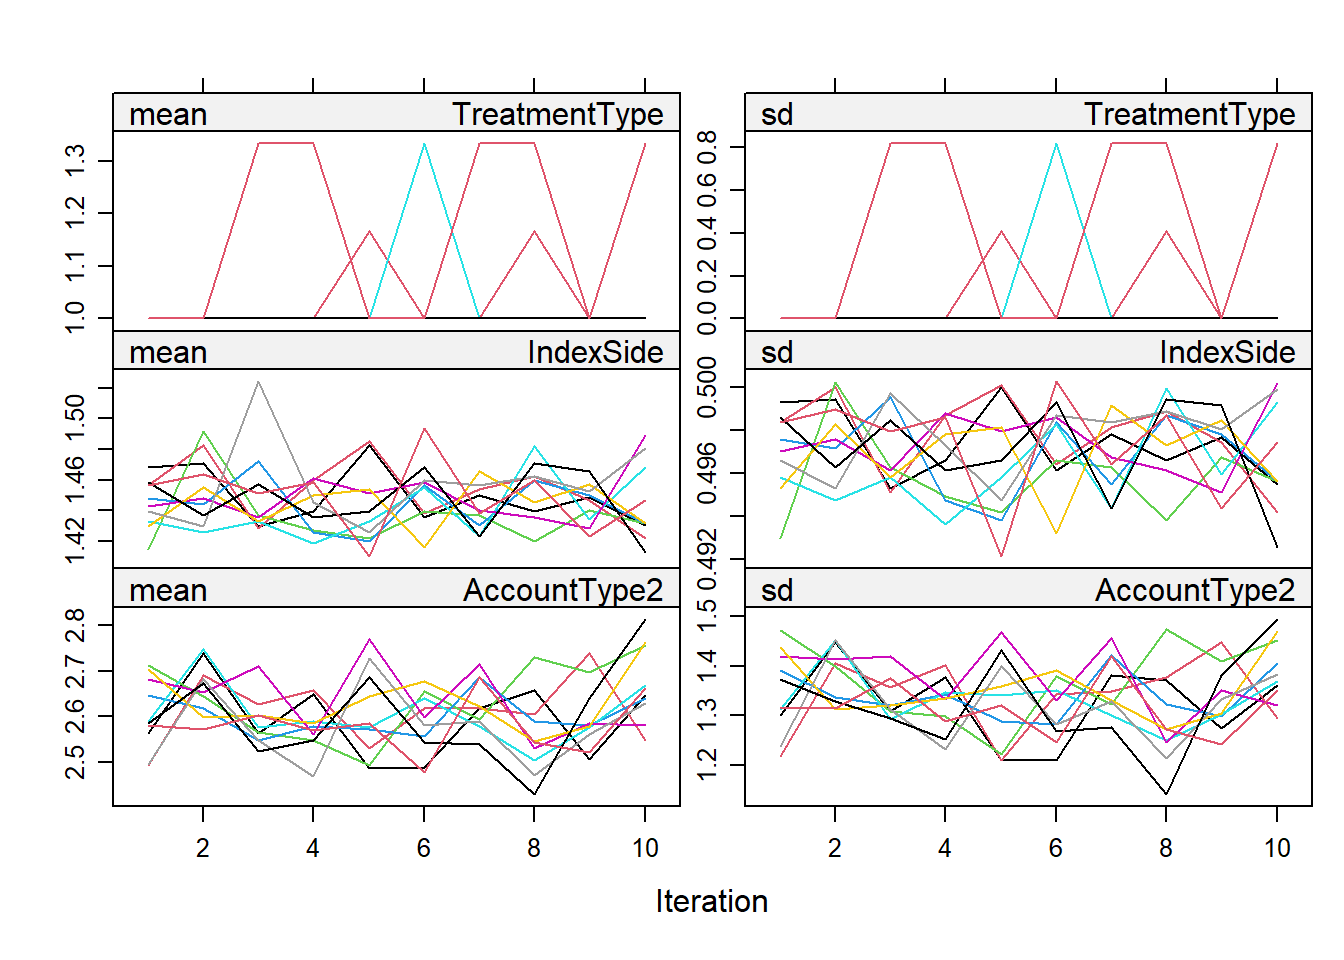 mean TreatmentType
sd TreatmentType
1.0 1.1 1.2 1.3
0.0 0.2 0.4 0.6 0.8
mean IndexSide
sd IndexSide
1.42 1.46 1.50
0.492 0.496 0.500
mean AccountType2
sd AccountType2
2.5 2.6 2.7 2.8
1.2 1.3 1.4 1.5
2 4 6 8 10
2 4 6 8 10
Iteration